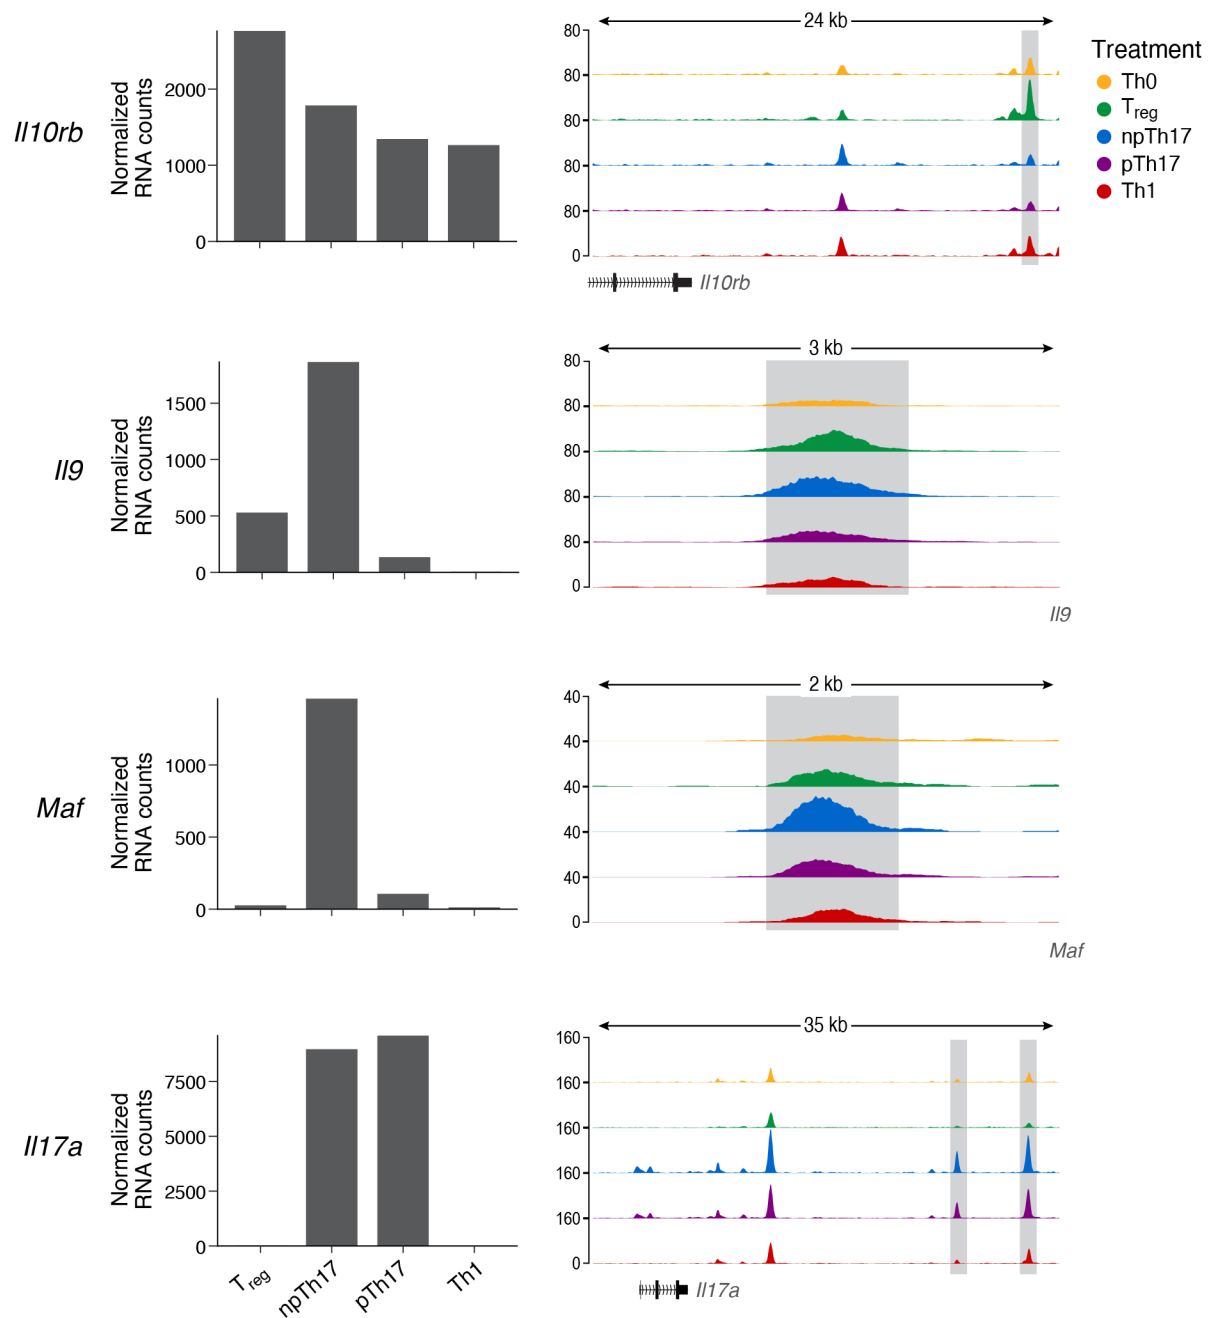 Il10rb
Normalized
RNA counts
2000
1000
0
24 kb
80
80
80
80
80
0
Il10rb
Treatment
Th0
Treg
npTh17
pTh17
Th1
Il9
Normalized
RNA counts
1500
1000
500
0
3 kb
80
80
80
80
80
0
Il9
Maf
Normalized
RNA counts
1000
500
0
2 kb
40
40
40
40
40
0
Maf
Il17a
Normalized
RNA counts
7500
5000
2500
0
Treg
npTh17
pTh17
Th1
35 kb
160
160
160
160
160
0
Il17a